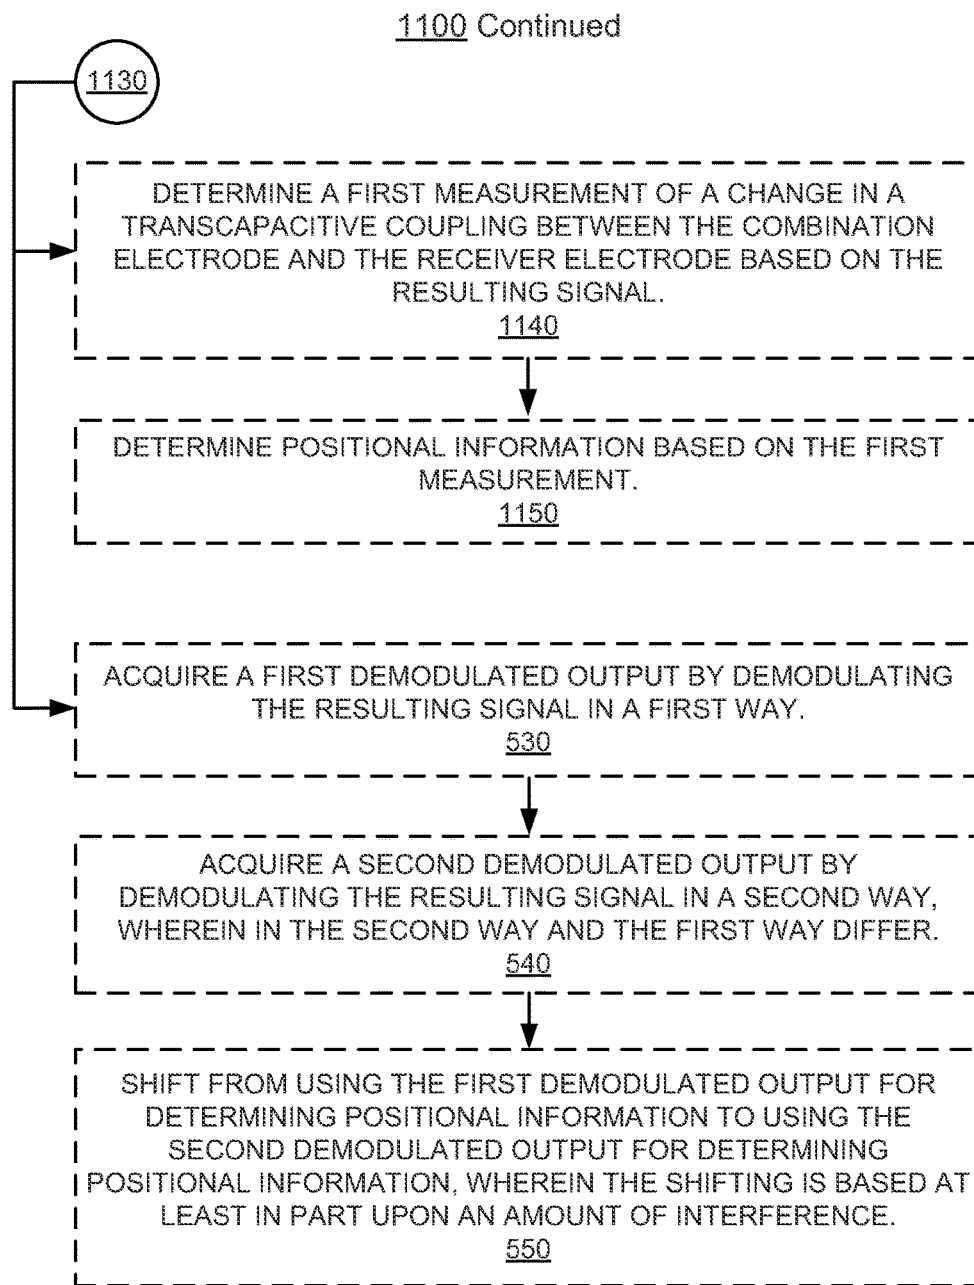 1100 Continued
1130
DETERMINE A FIRST MEASUREMENT OF A CHANGE IN A
TRANSCAPACITIVE COUPLING BETWEEN THE COMBINATION
ELECTRODE AND THE RECEIVER ELECTRODE BASED ON THE
RESULTING SIGNAL.
1140
DETERMINE POSITIONAL INFORMATION BASED ON THE FIRST
MEASUREMENT.
1150
ACQUIRE A FIRST DEMODULATED OUTPUT BY DEMODULATING
THE RESULTING SIGNAL IN A FIRST WAY.
530
ACQUIRE A SECOND DEMODULATED OUTPUT BY
DEMODULATING THE RESULTING SIGNAL IN A SECOND WAY,
WHEREIN IN THE SECOND WAY AND THE FIRST WAY DIFFER.
540
SHIFT FROM USING THE FIRST DEMODULATED OUTPUT FOR
DETERMINING POSITIONAL INFORMATION TO USING THE
SECOND DEMODULATED OUTPUT FOR DETERMINING
POSITIONAL INFORMATION, WHEREIN THE SHIFTING IS BASED AT
LEAST IN PART UPON AN AMOUNT OF INTERFERENCE.
550